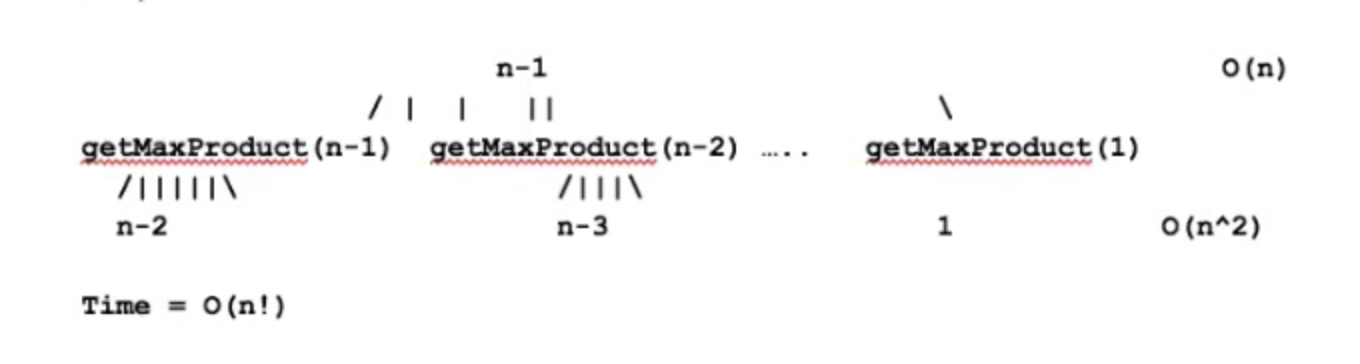 n-1 O(n)
/ | | || \
getMaxProduct(n-1) getMaxProduct(n-2) ….. getMaxProduct(1)
/|||||\ /|||\
n-2 n-3 1 O(n^2)
Time = O(n!)